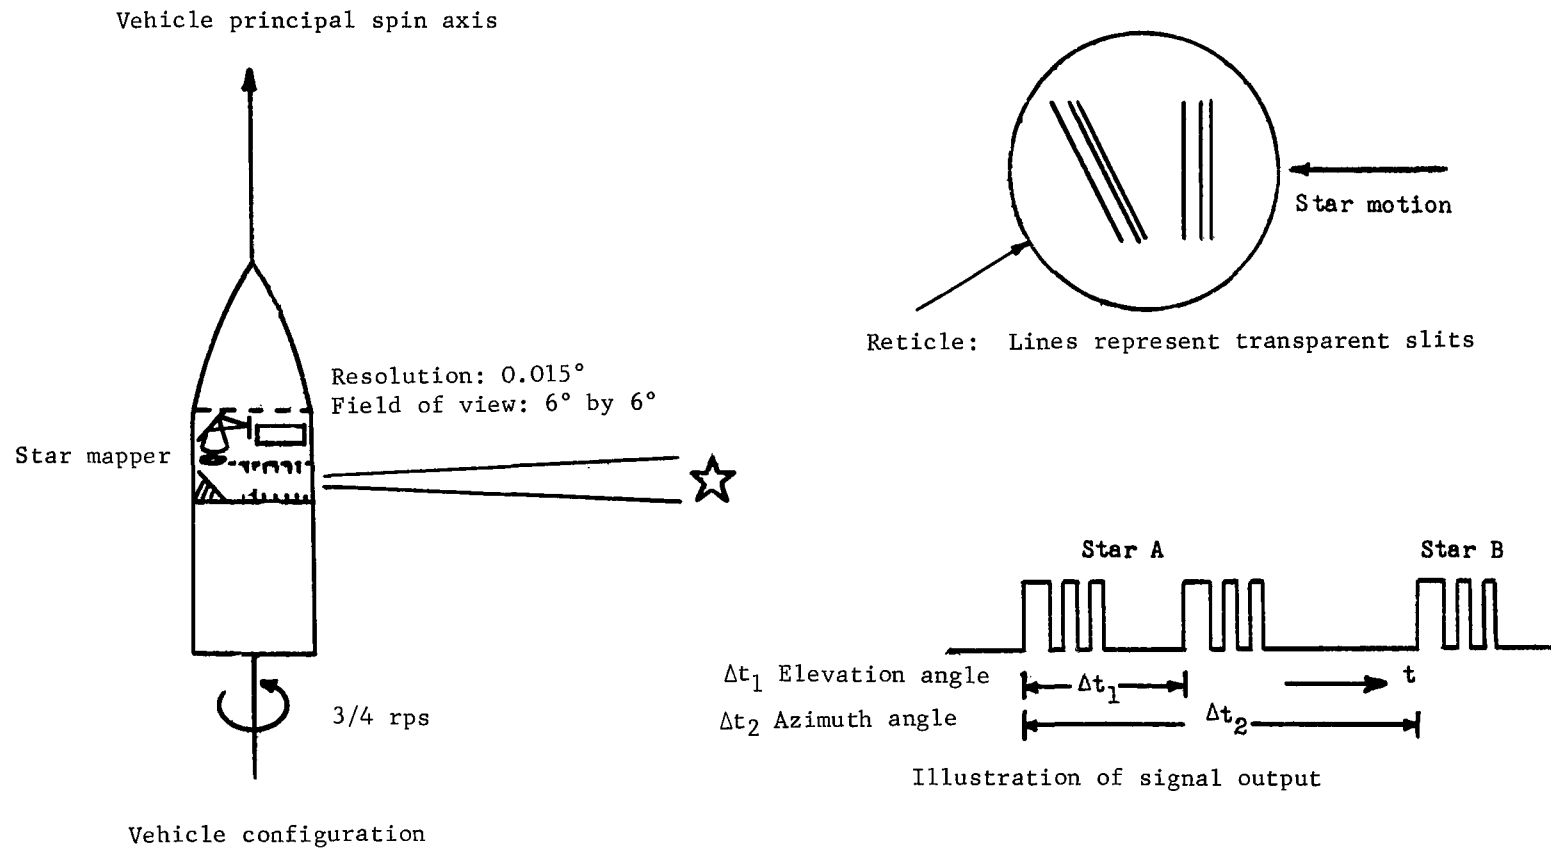 Vehicle principal spin axis
Star motion
Reticle: Lines represent transparent slits
Resolution: 0.015°
Field of view: 6° by 6°
Star mapper
Star A
Star B
Δt1 Elevation angle
Δt1
t
3/4 rps
Δt2 Azimuth angle
Δt2
Illustration of signal output
Vehicle configuration